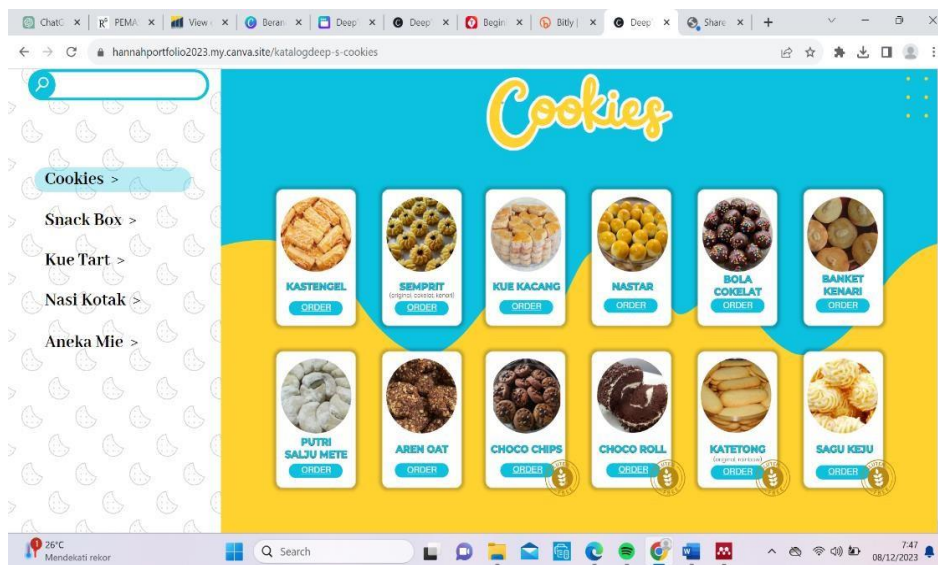 ChatG
PEMA
View
Beran
Deep'
Deep'
Begin
Bitly |
Deep'
Share
hannahportfolio2023.my.canva.site/katalogdeep-s-cookies
Cookies
Cookies >
Snack Box >
Kue Tart >
Nasi Kotak >
Aneka Mie >
KASTENGEL
ORDER
SEMPRIT
(original, cokelat, kenari)
ORDER
KUE KACANG
ORDER
NASTAR
ORDER
BOLA
COKELAT
ORDER
BANKET
KENARI
ORDER
PUTRI
SALJU METE
ORDER
AREN OAT
ORDER
CHOCO CHIPS
ORDER
CHOCO ROLL
ORDER
KATETONG
ORDER
SAGU KEJU
ORDER
26°C
Mendekati rekor
Search
7:47
08/12/2023